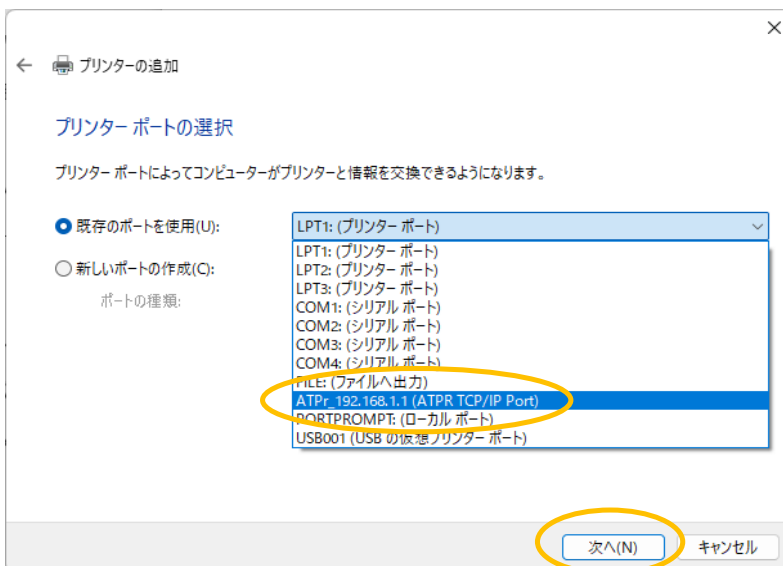 プリンターの追加
プリンター ポートの選択
プリンター ポートによってコンピューターがプリンターと情報を交換できるようになります。
既存のポートを使用(U): LPT1: (プリンター ポート)
LPT1: (プリンター ポート)
新しいポートの作成(C): LPT2: (プリンター ポート)
LPT3: (プリンター ポート)
ポートの種類: COM1: (シリアル ポート)
COM2: (シリアル ポート)
COM3: (シリアル ポート)
COM4: (シリアル ポート)
FILE: (ファイルへ出力)
ATPr_192.168.1.1 (ATPR TCP/IP Port)
PORTPROMPT: (ローカル ポート)
USB001 (USB の仮想プリンター ポート)
次へ(N) キャンセル